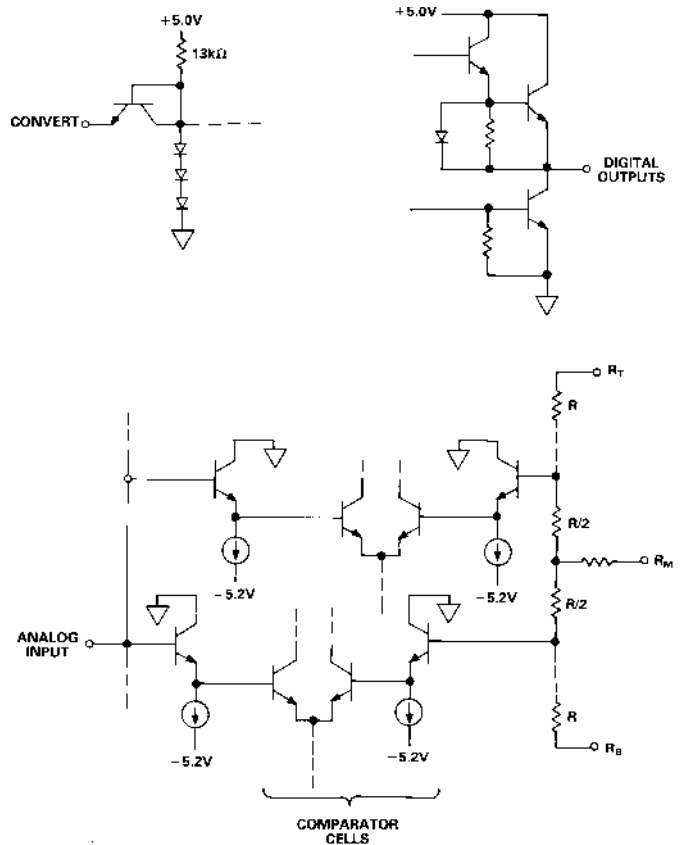 +5.0V
13kΩ
CONVERT
+5.0V
DIGITAL
OUTPUTS
R_T
R
R/2
R_M
R/2
R
R_B
-5.2V
-5.2V
ANALOG
INPUT
-5.2V
-5.2V
COMPARATOR
CELLS